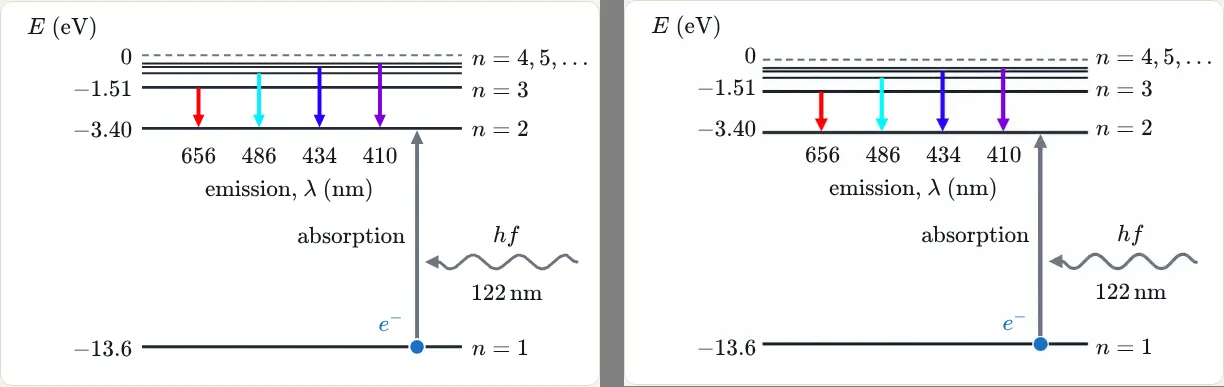 E (eV)
0
n = 4, 5, . . .
−1.51
n = 3
−3.40
n = 2
656 486 434 410
emission, λ (nm)
absorption
hf
122 nm
e⁻
−13.6
n = 1
E (eV)
0
n = 4, 5, . . .
−1.51
n = 3
−3.40
n = 2
656 486 434 410
emission, λ (nm)
absorption
hf
122 nm
e⁻
−13.6
n = 1